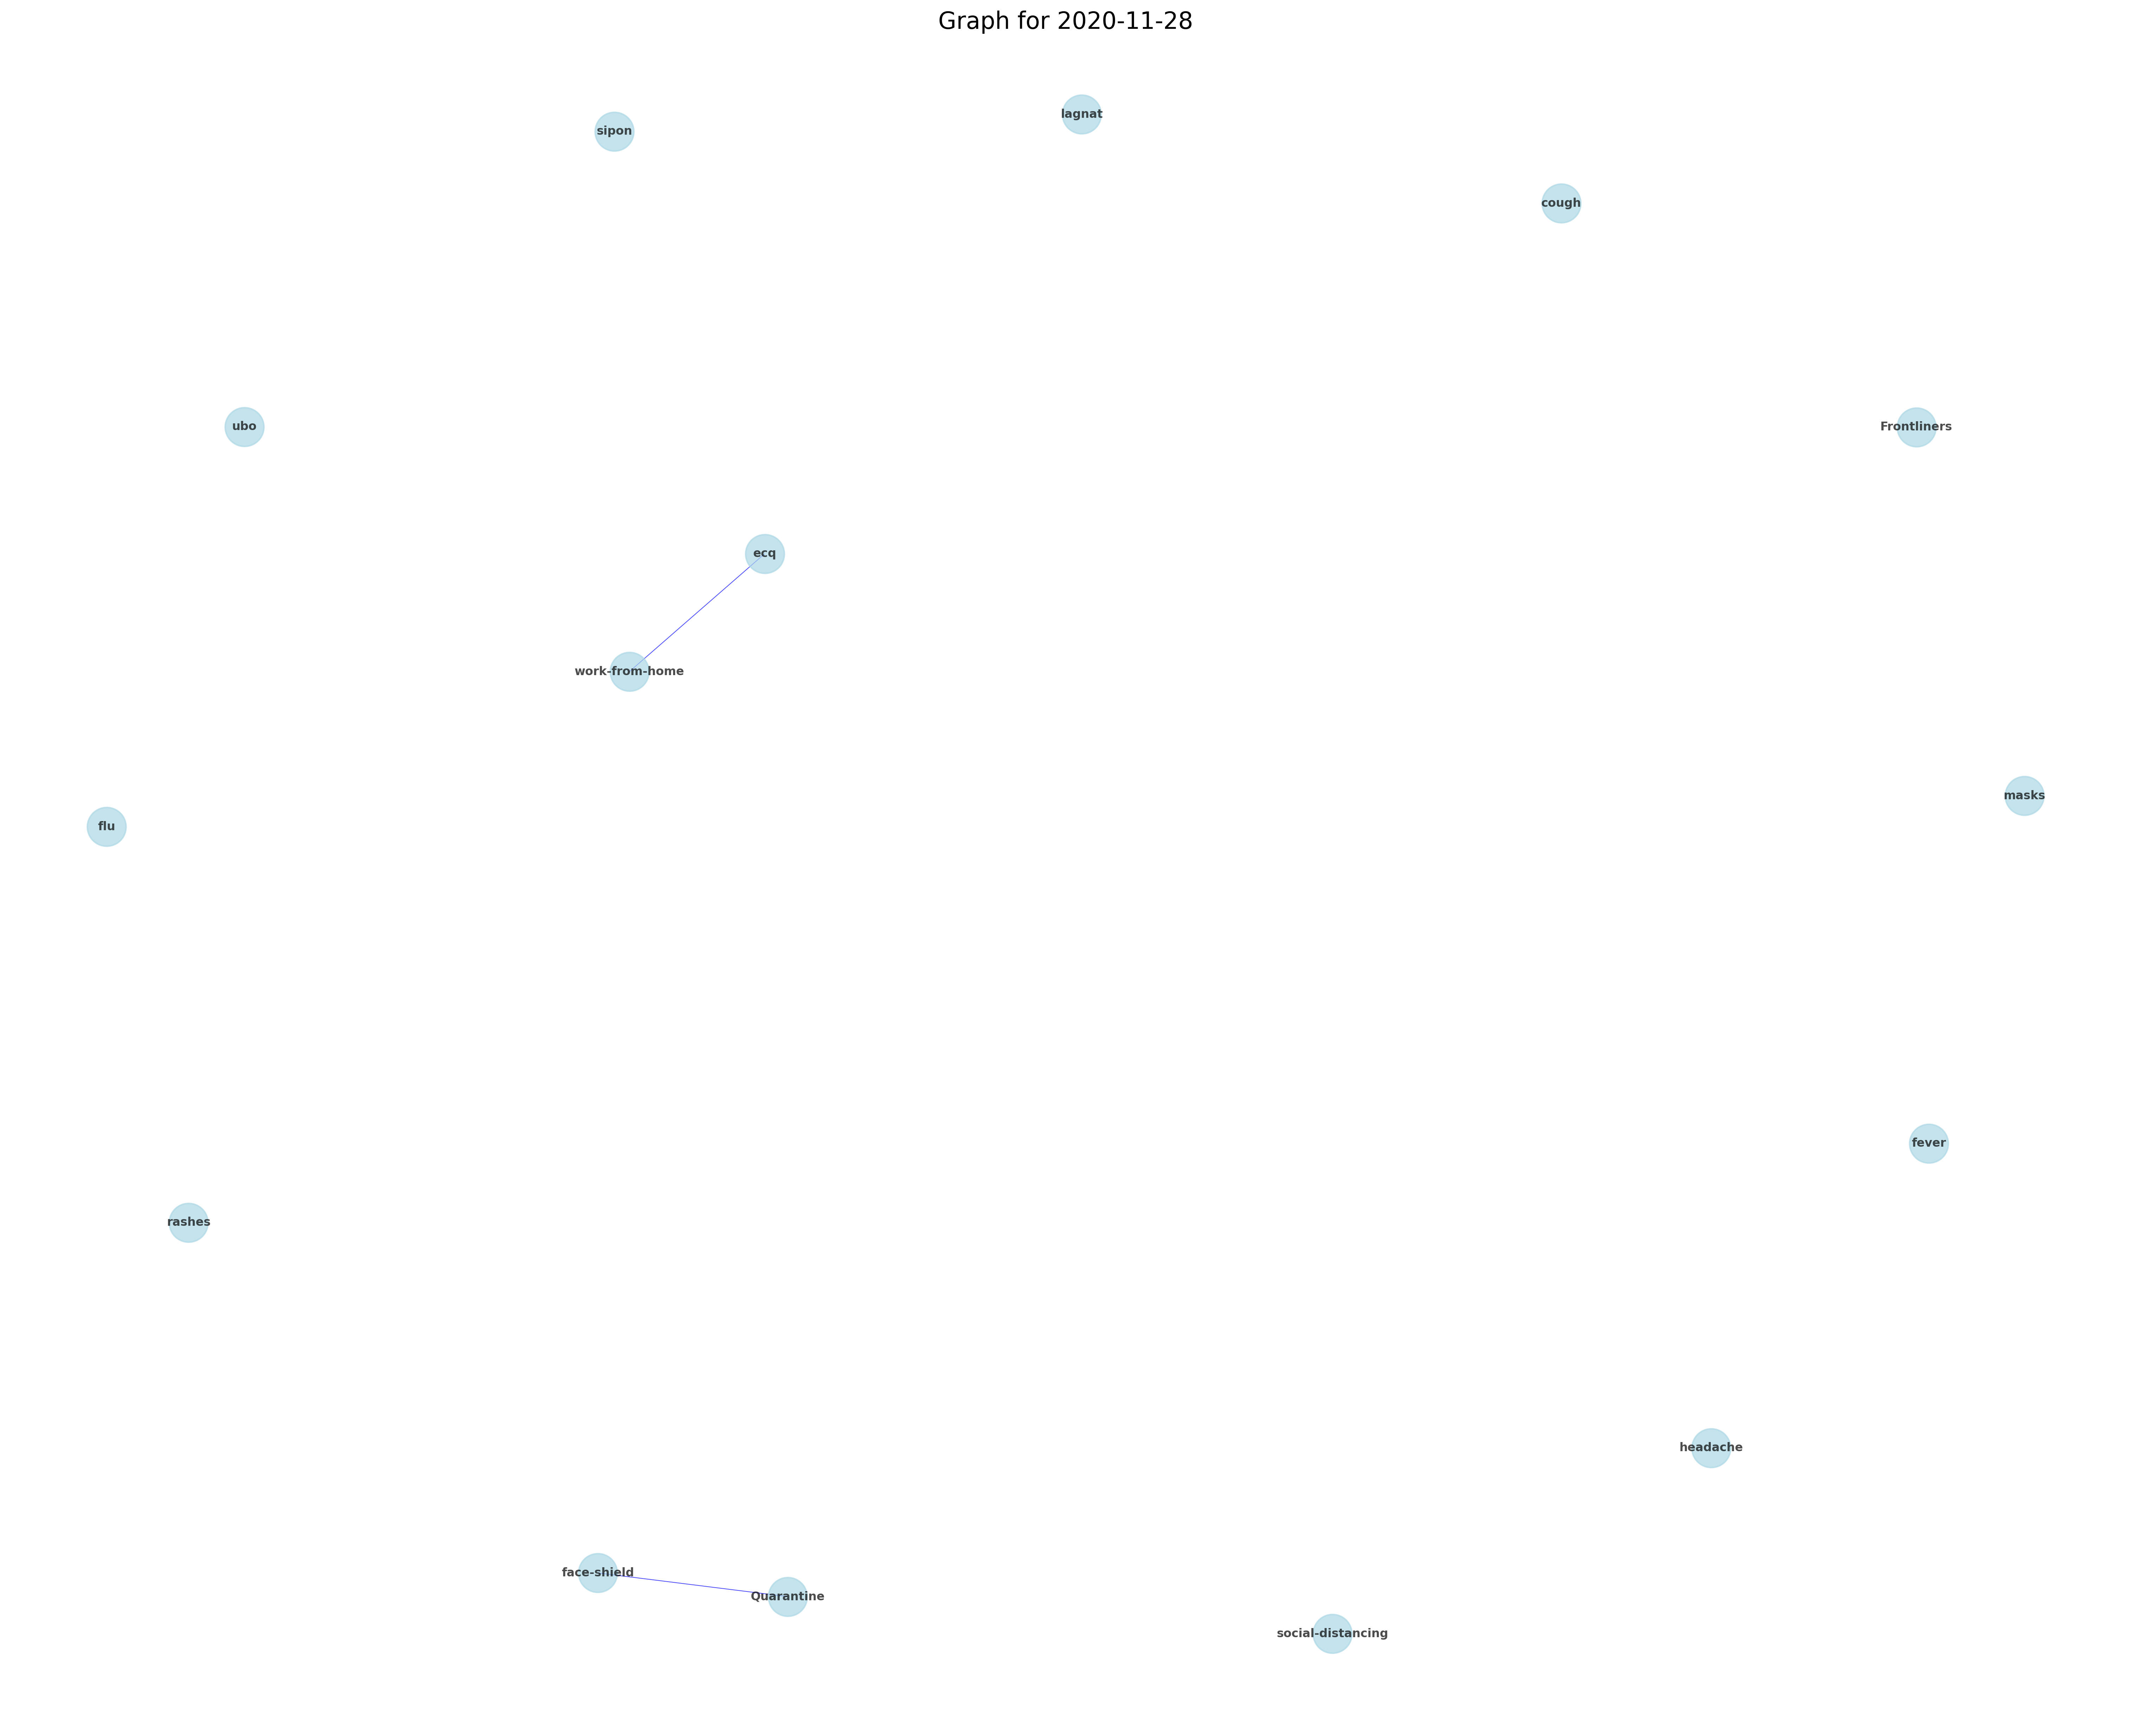 Graph for 2020-11-28
lagnat
sipon
cough
ubo
Frontliners
ecq
work-from-home
masks
flu
fever
rashes
headache
face-shield
Quarantine
social-distancing